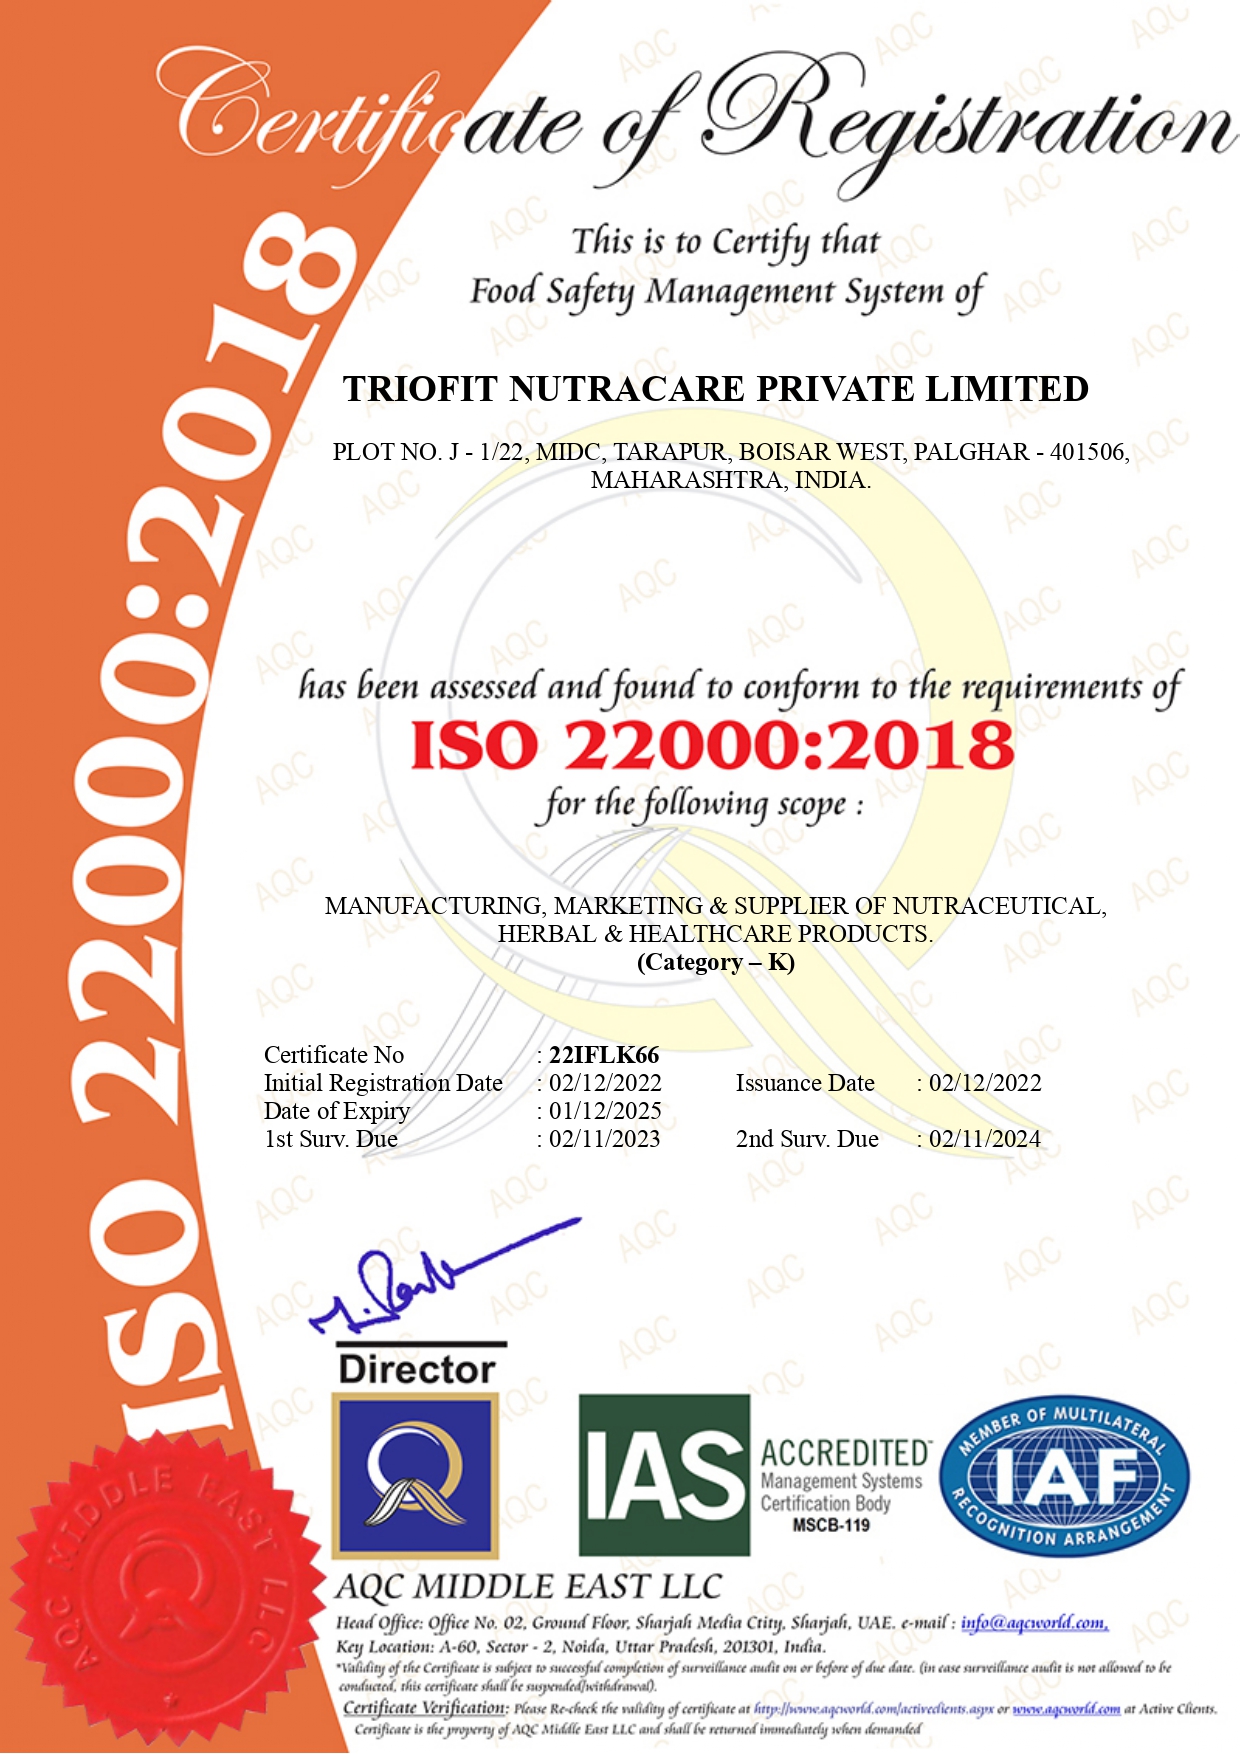 Certificate of Registration
This is to Certify that
Food Safety Management System of
TRIOFIT NUTRACARE PRIVATE LIMITED
PLOT NO. J - 1/22, MIDC, TARAPUR, BOISAR WEST, PALGHAR - 401506,
MAHARASHTRA, INDIA.
has been assessed and found to conform to the requirements of
ISO 22000:2018
for the following scope :
MANUFACTURING, MARKETING & SUPPLIER OF NUTRACEUTICAL,
HERBAL & HEALTHCARE PRODUCTS.
(Category – K)
Certificate No : 22IFLK66
Initial Registration Date : 02/12/2022 Issuance Date : 02/12/2022
Date of Expiry : 01/12/2025
1st Surv. Due : 02/11/2023 2nd Surv. Due : 02/11/2024
Director
ISO 22000:2018
AQC MIDDLE EAST LLC
IAS
ACCREDITED
Management Systems
Certification Body
MSCB-119
MEMBER OF MULTILATERAL
IAF
RECOGNITION ARRANGEMENT
AQC MIDDLE EAST LLC
Head Office: Office No. 02, Ground Floor, Sharjah Media Ctity, Sharjah, UAE. e-mail : info@aqcworld.com,
Key Location: A-60, Sector - 2, Noida, Uttar Pradesh, 201301, India.
*Validity of the Certificate is subject to successful completion of surveillance audit on or before of due date. (in case surveillance audit is not allowed to be
conducted, this certificate shall be suspended/withdrawal).
Certificate Verification: Please Re-check the validity of certificate at http://www.aqcworld.com/activeclients.aspx or www.aqcworld.com at Active Clients.
Certificate is the property of AQC Middle East LLC and shall be returned immediately when demanded